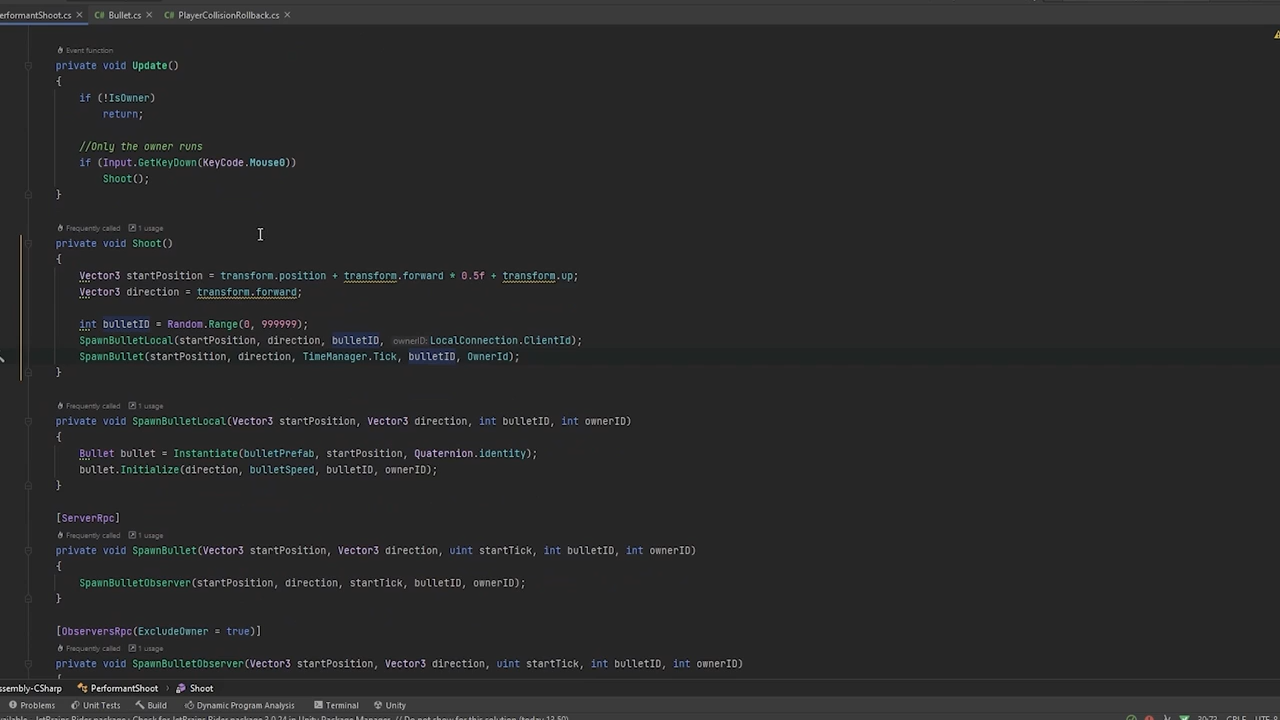 erformantShoot.cs × C# Bullet.cs × C# PlayerCollisionRollback.cs ×
Event function
private void Update()
{
if (!IsOwner)
return;
//Only the owner runs
if (Input.GetKeyDown(KeyCode.Mouse0))
Shoot();
}
Frequently called 1 usage
private void Shoot()
{
Vector3 startPosition = transform.position + transform.forward * 0.5f + transform.up;
Vector3 direction = transform.forward;
int bulletID = Random.Range(0, 999999);
SpawnBulletLocal(startPosition, direction, bulletID, ownerID: LocalConnection.ClientId);
SpawnBullet(startPosition, direction, TimeManager.Tick, bulletID, OwnerId);
}
Frequently called 1 usage
private void SpawnBulletLocal(Vector3 startPosition, Vector3 direction, int bulletID, int ownerID)
{
Bullet bullet = Instantiate(bulletPrefab, startPosition, Quaternion.identity);
bullet.Initialize(direction, bulletSpeed, bulletID, ownerID);
}
[ServerRpc]
Frequently called 1 usage
private void SpawnBullet(Vector3 startPosition, Vector3 direction, uint startTick, int bulletID, int ownerID)
{
SpawnBulletObserver(startPosition, direction, startTick, bulletID, ownerID);
}
[ObserversRpc(ExcludeOwner = true)]
Frequently called 1 usage
private void SpawnBulletObserver(Vector3 startPosition, Vector3 direction, uint startTick, int bulletID, int ownerID)
{
ssembly-CSharp PerformantShoot Shoot
Problems Unit Tests Build Dynamic Program Analysis Terminal Unity